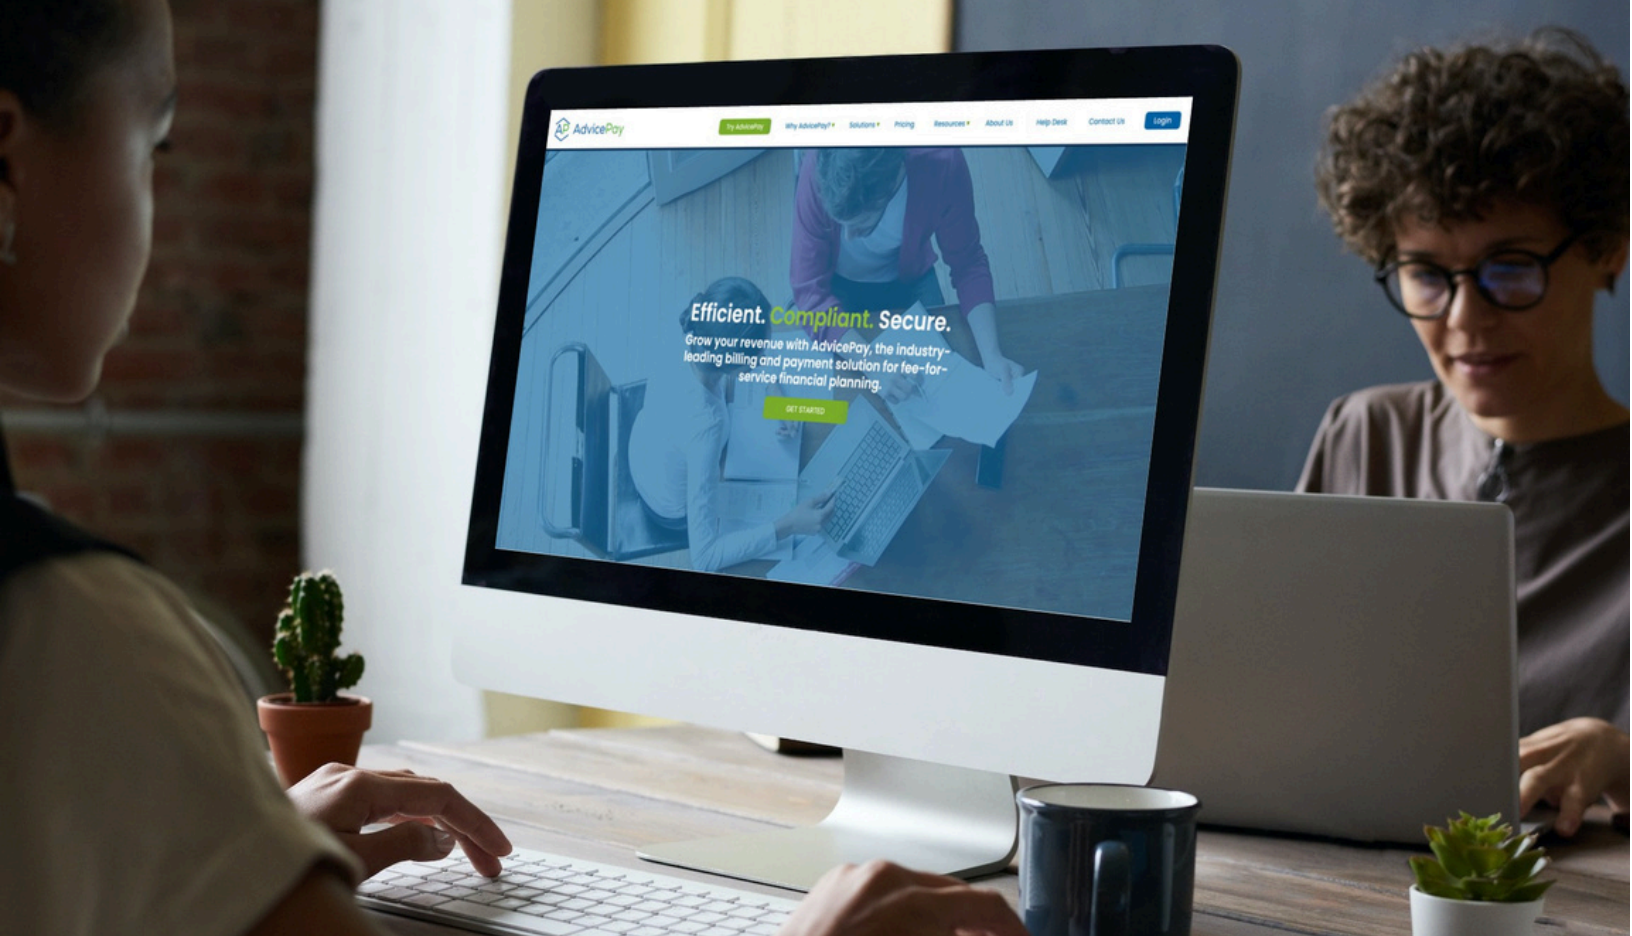 AP AdvicePay
Try AdvicePay Why AdvicePay? Solutions Pricing Resources About Us Help Desk Contact Us Login
Efficient. Compliant. Secure.
Grow your revenue with AdvicePay, the industry-
leading billing and payment solution for fee-for-
service financial planning.
GET STARTED